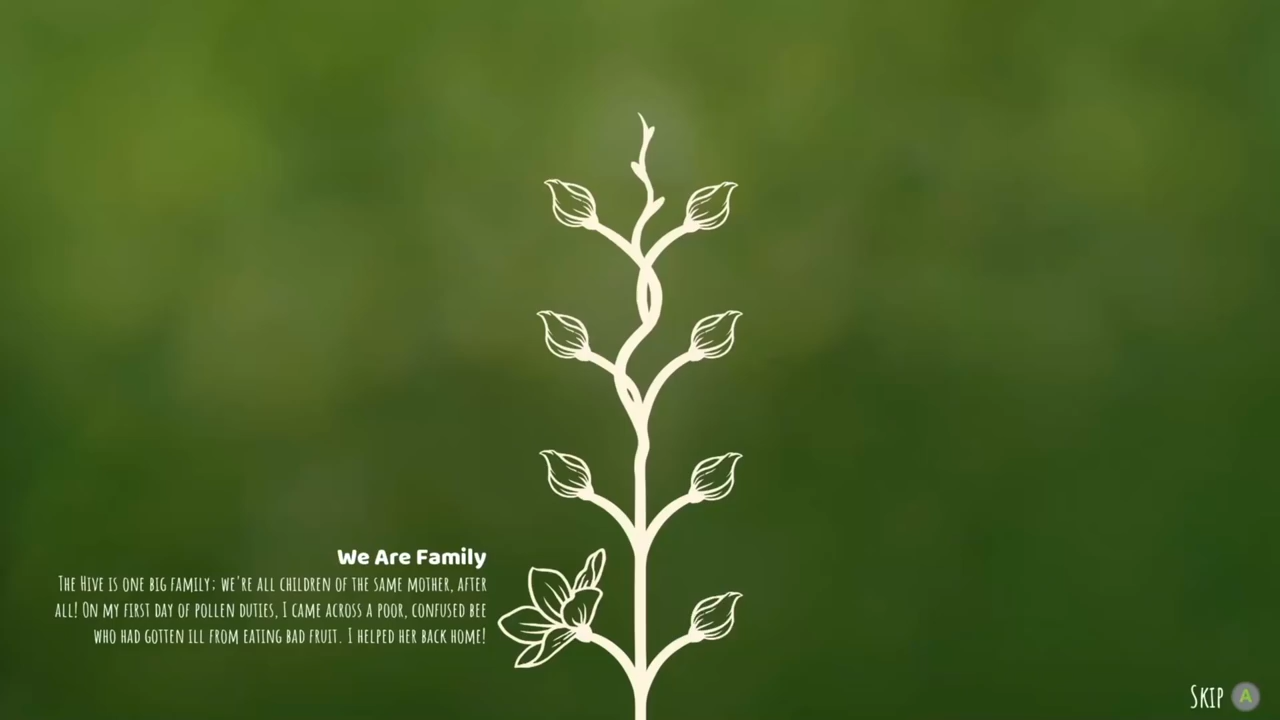 We Are Family
The Hive is one big family; we're all children of the same mother, after
all! On my first day of pollen duties, I came across a poor, confused bee
who had gotten ill from eating bad fruit. I helped her back home!
Skip A